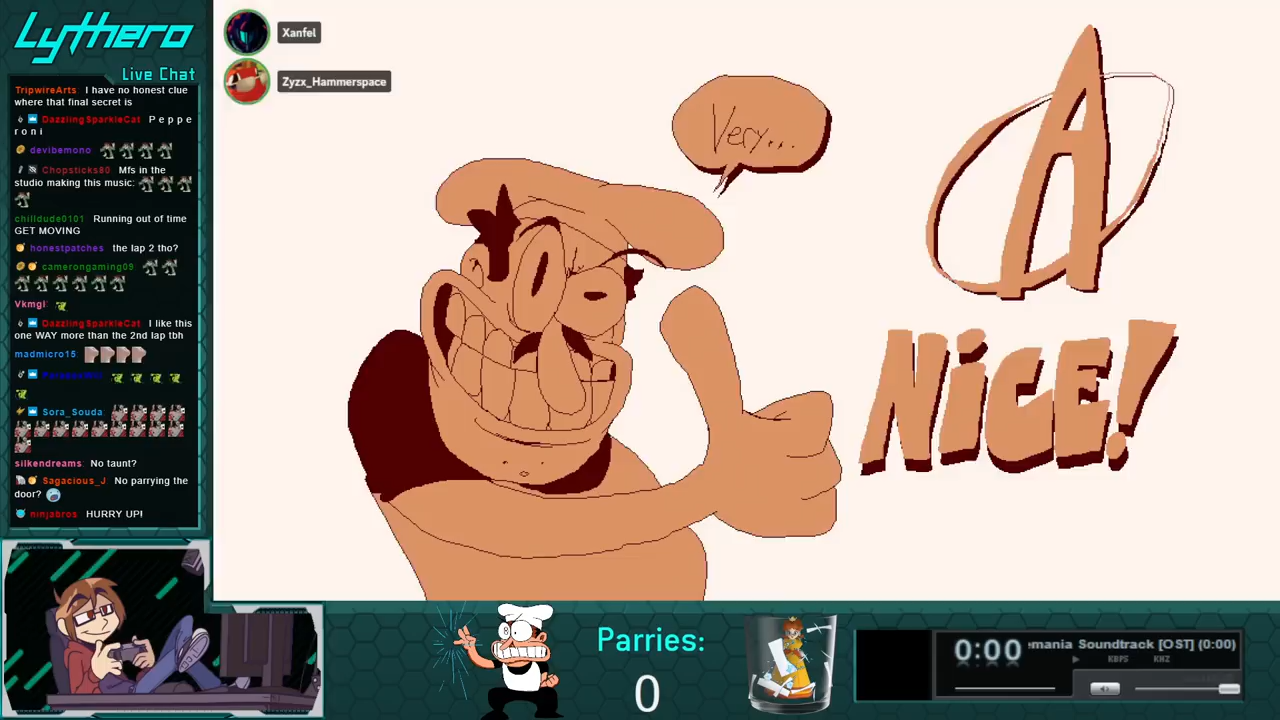 Lythero
Live Chat
TripwireArts: I have no honest clue
where that final secret is
DazzlingSparkleCat: P e p p e
r o n i
devibemono:
Chopsticks80: Mfs in the
studio making this music:
chilldude0101: Running out of time
GET MOVING
honestpatches: the lap 2 tho?
camerongaming09:
Vkmgl:
DazzlingSparkleCat: I like this
one WAY more than the 2nd lap tbh
madmicro15:
Sora_Souda:
silkendreams: No taunt?
Sagacious_J: No parrying the
door?
ninjabros: HURRY UP!
Xanfel
Zyzx_Hammerspace
Very...
A
NiCE!
Parries:
0
0:00
emania Soundtrack [OST] (0:00)
KBPS KHZ